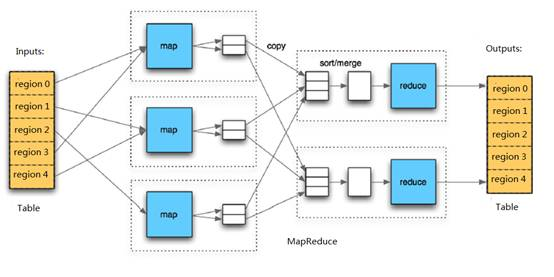 Inputs:
region 0
region 1
region 2
region 3
region 4
Table
map
map
map
copy
sort/merge
reduce
reduce
MapReduce
Outputs:
region 0
region 1
region 2
region 3
region 4
Table